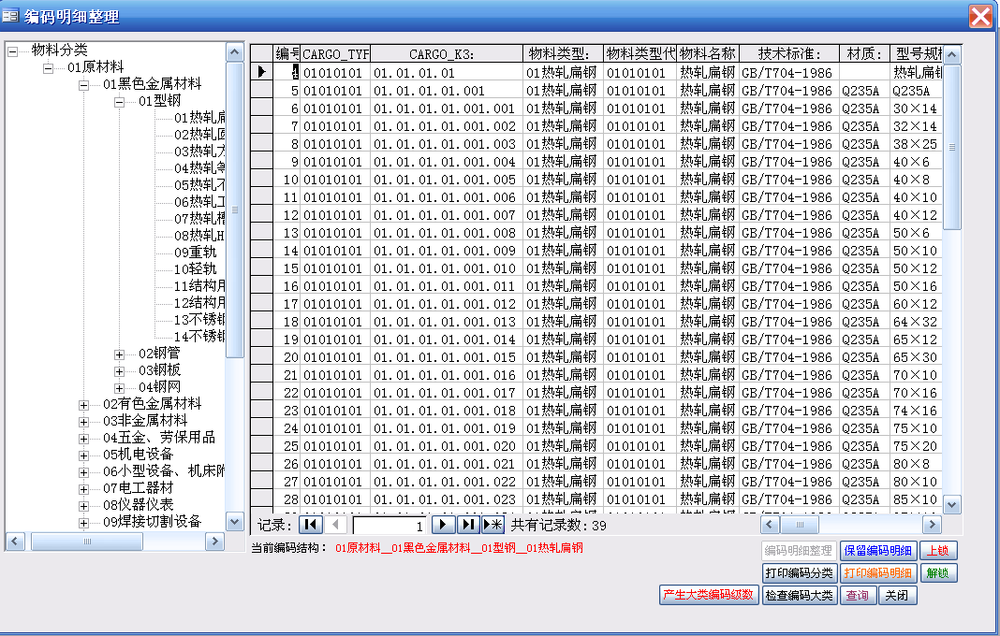 编码明细整理
物料分类
01原材料
01黑色金属材料
01型钢
01热轧扁
02热轧圆
03热轧方
04热轧等
05热轧不
06热轧工
07热轧槽
08热轧H
09重轨
10轻轨
11结构用
12结构用
13不锈钢
14不锈钢
02钢管
03钢板
04钢网
02有色金属材料
03非金属材料
04五金、劳保用品
05机电设备
06小型设备、机床附
07电工器材
08仪器仪表
09焊接切割设备
编号 CARGO_TYP CARGO_K3: 物料类型: 物料类型代 物料名称 技术标准: 材质: 型号规格
01010101 01.01.01.01 01热轧扁钢 01010101 热轧扁钢 GB/T704-1986 热轧扁钢
5 01010101 01.01.01.01.001 01热轧扁钢 01010101 热轧扁钢 GB/T704-1986 Q235A Q235A
6 01010101 01.01.01.01.001.001 01热轧扁钢 01010101 热轧扁钢 GB/T704-1986 Q235A 30×14
7 01010101 01.01.01.01.001.002 01热轧扁钢 01010101 热轧扁钢 GB/T704-1986 Q235A 32×14
8 01010101 01.01.01.01.001.003 01热轧扁钢 01010101 热轧扁钢 GB/T704-1986 Q235A 38×25
9 01010101 01.01.01.01.001.004 01热轧扁钢 01010101 热轧扁钢 GB/T704-1986 Q235A 40×6
10 01010101 01.01.01.01.001.005 01热轧扁钢 01010101 热轧扁钢 GB/T704-1986 Q235A 40×8
11 01010101 01.01.01.01.001.006 01热轧扁钢 01010101 热轧扁钢 GB/T704-1986 Q235A 40×10
12 01010101 01.01.01.01.001.007 01热轧扁钢 01010101 热轧扁钢 GB/T704-1986 Q235A 40×12
13 01010101 01.01.01.01.001.008 01热轧扁钢 01010101 热轧扁钢 GB/T704-1986 Q235A 50×6
14 01010101 01.01.01.01.001.009 01热轧扁钢 01010101 热轧扁钢 GB/T704-1986 Q235A 50×10
15 01010101 01.01.01.01.001.010 01热轧扁钢 01010101 热轧扁钢 GB/T704-1986 Q235A 50×12
16 01010101 01.01.01.01.001.011 01热轧扁钢 01010101 热轧扁钢 GB/T704-1986 Q235A 50×16
17 01010101 01.01.01.01.001.012 01热轧扁钢 01010101 热轧扁钢 GB/T704-1986 Q235A 60×12
18 01010101 01.01.01.01.001.013 01热轧扁钢 01010101 热轧扁钢 GB/T704-1986 Q235A 64×32
19 01010101 01.01.01.01.001.014 01热轧扁钢 01010101 热轧扁钢 GB/T704-1986 Q235A 65×12
20 01010101 01.01.01.01.001.015 01热轧扁钢 01010101 热轧扁钢 GB/T704-1986 Q235A 65×30
21 01010101 01.01.01.01.001.016 01热轧扁钢 01010101 热轧扁钢 GB/T704-1986 Q235A 70×10
22 01010101 01.01.01.01.001.017 01热轧扁钢 01010101 热轧扁钢 GB/T704-1986 Q235A 70×16
23 01010101 01.01.01.01.001.018 01热轧扁钢 01010101 热轧扁钢 GB/T704-1986 Q235A 74×16
24 01010101 01.01.01.01.001.019 01热轧扁钢 01010101 热轧扁钢 GB/T704-1986 Q235A 75×10
25 01010101 01.01.01.01.001.020 01热轧扁钢 01010101 热轧扁钢 GB/T704-1986 Q235A 75×20
26 01010101 01.01.01.01.001.021 01热轧扁钢 01010101 热轧扁钢 GB/T704-1986 Q235A 80×8
27 01010101 01.01.01.01.001.022 01热轧扁钢 01010101 热轧扁钢 GB/T704-1986 Q235A 80×10
28 01010101 01.01.01.01.001.023 01热轧扁钢 01010101 热轧扁钢 GB/T704-1986 Q235A 85×10
记录: 1 共有记录数: 39
当前编码结构： 01原材料__01黑色金属材料__01型钢__01热轧扁钢
编码明细整理 保留编码明细 上锁
打印编码分类 打印编码明细 解锁
产生大类编码级数 检查编码大类 查询 关闭